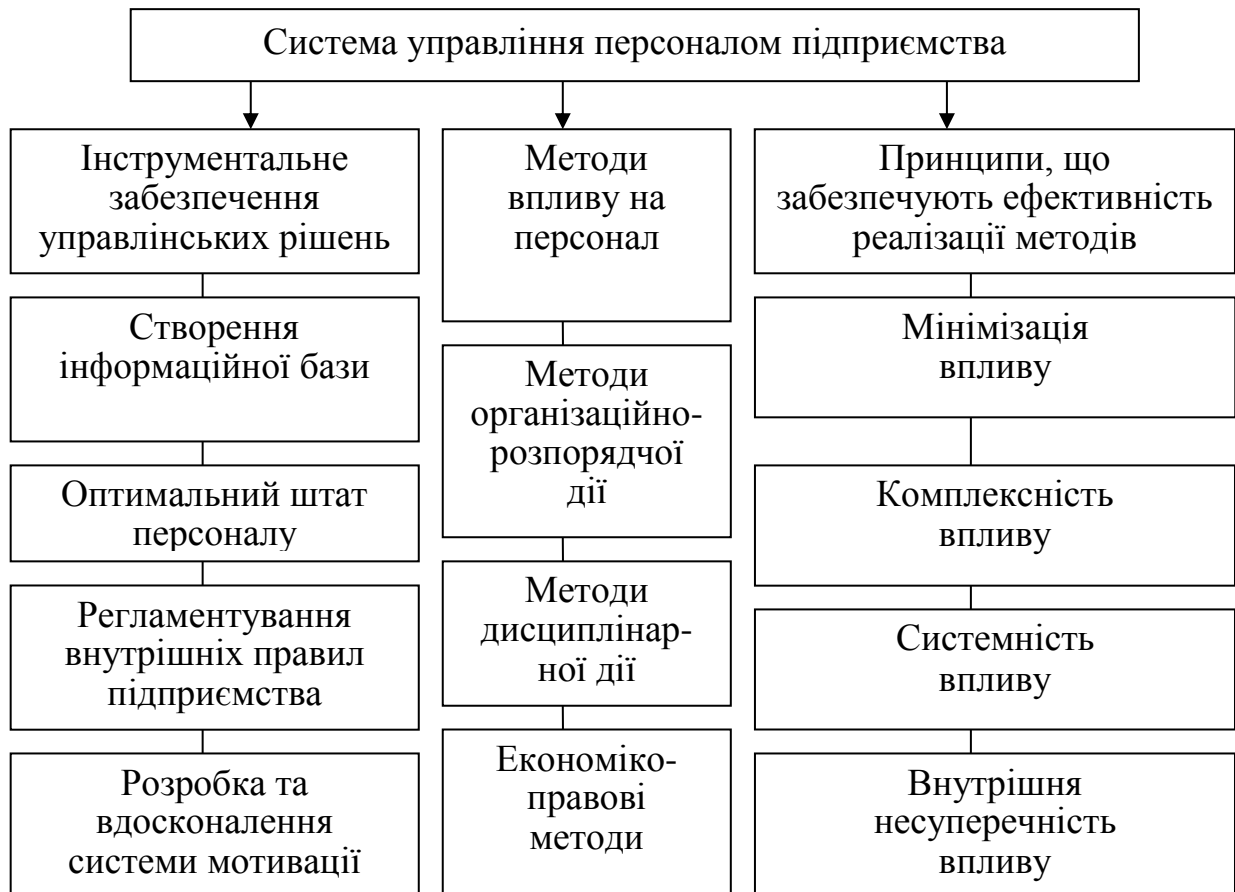 Система управління персоналом підприємства
Інструментальне
забезпечення
управлінських рішень
Створення
інформаційної бази
Оптимальний штат
персоналу
Регламентування
внутрішніх правил
підприємства
Розробка та
вдосконалення
системи мотивації
Методи
впливу на
персонал
Методи
організаційно-
розпорядчої
дії
Методи
дисциплінар-
ної дії
Економіко-
правові
методи
Принципи, що
забезпечують ефективність
реалізації методів
Мінімізація
впливу
Комплексність
впливу
Системність
впливу
Внутрішня
несуперечність
впливу